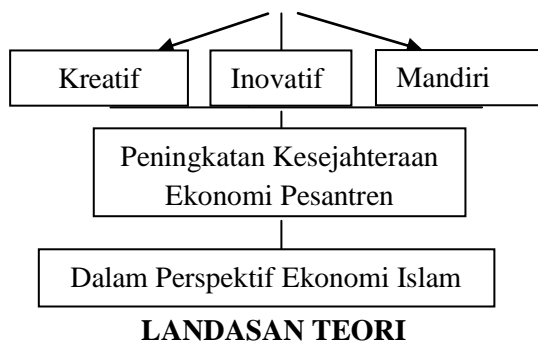 Kreatif Inovatif Mandiri
Peningkatan Kesejahteraan
Ekonomi Pesantren
Dalam Perspektif Ekonomi Islam
LANDASAN TEORI